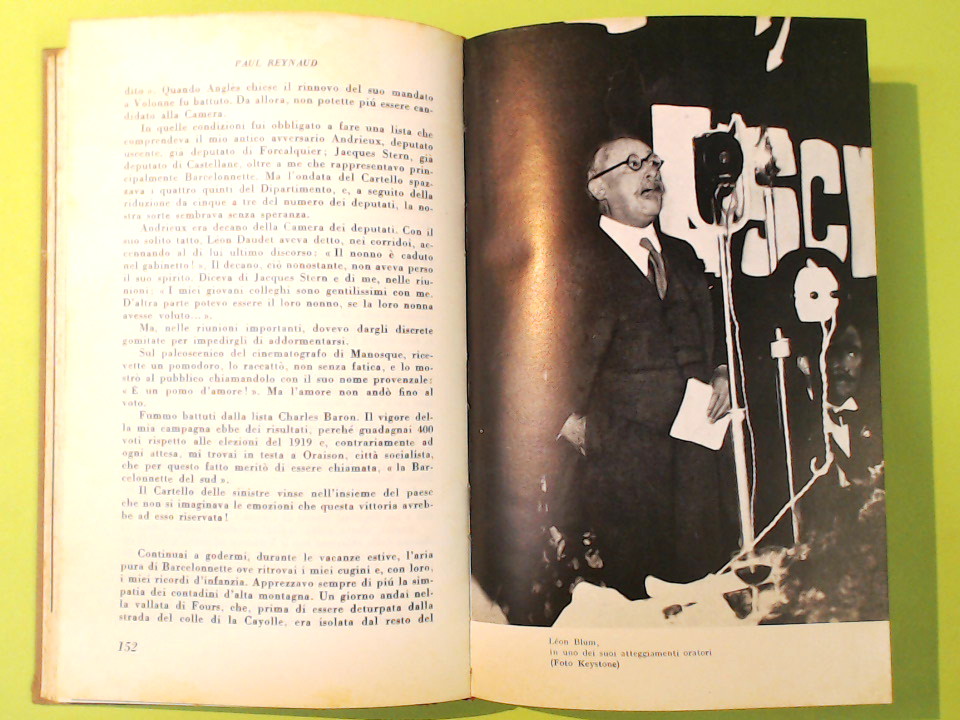 PAUL REYNAUD
dito ». Quando Angles chiese il rinnovo del suo mandato
a Volonne fu battuto. Da allora, non potette piú essere can-
didato alla Camera.
In quelle condizioni fui obbligato a fare una lista che
comprendeva il mio antico avversario Andrieux, deputato
uscente, già deputato di Forcalquier; Jacques Stern, già
deputato di Castellane, oltre a me che rappresentavo prin-
cipalmente Barcelonnette. Ma l'ondata del Cartello spaz-
zava i quattro quinti del Dipartimento, e, a seguito della
riduzione da cinque a tre del numero dei deputati, la no-
stra sorte sembrava senza speranza.
Andrieux era decano della Camera dei deputati. Con il
suo solito tatto, Léon Daudet aveva detto, nei corridoi, ac-
cennando al di lui ultimo discorso: « Il nonno è caduto
nel gabinetto! ». Il decano, ciò nonostante, non aveva perso
il suo spirito. Diceva di Jacques Stern e di me, nelle riu-
nioni: « I miei giovani colleghi sono gentilissimi con me.
D'altra parte potevo essere il loro nonno, se la loro nonna
avesse voluto... ».
Ma, nelle riunioni importanti, dovevo dargli discrete
gomitate per impedirgli di addormentarsi.
Sul palcoscenico del cinematografo di Manosque, rice-
vette un pomodoro, lo raccattò, non senza fatica, e lo mo-
strò al pubblico chiamandolo con il suo nome provenzale:
« È un pomo d'amore! ». Ma l'amore non andò fino al
voto.
Fummo battuti dalla lista Charles Baron. Il vigore del-
la mia campagna ebbe dei risultati, perché guadagnai 400
voti rispetto alle elezioni del 1919 e, contrariamente ad
ogni attesa, mi trovai in testa a Oraison, città socialista,
che per questo fatto meritò di essere chiamata, « la Bar-
celonnette del sud ».
Il Cartello delle sinistre vinse nell'insieme del paese
che non si imaginava le emozioni che questa vittoria avreb-
be ad esso riservata!
Continuai a godermi, durante le vacanze estive, l'aria
pura di Barcelonnette ove ritrovai i miei cugini e, con loro,
i miei ricordi d'infanzia. Apprezzavo sempre di piú la sim-
patia dei contadini d'alta montagna. Un giorno andai nel-
la vallata di Fours, che, prima di essere deturpata dalla
strada del colle di la Cayolle, era isolata dal resto del
152
Léon Blum,
in uno dei suoi atteggiamenti oratori
(Foto Keystone)